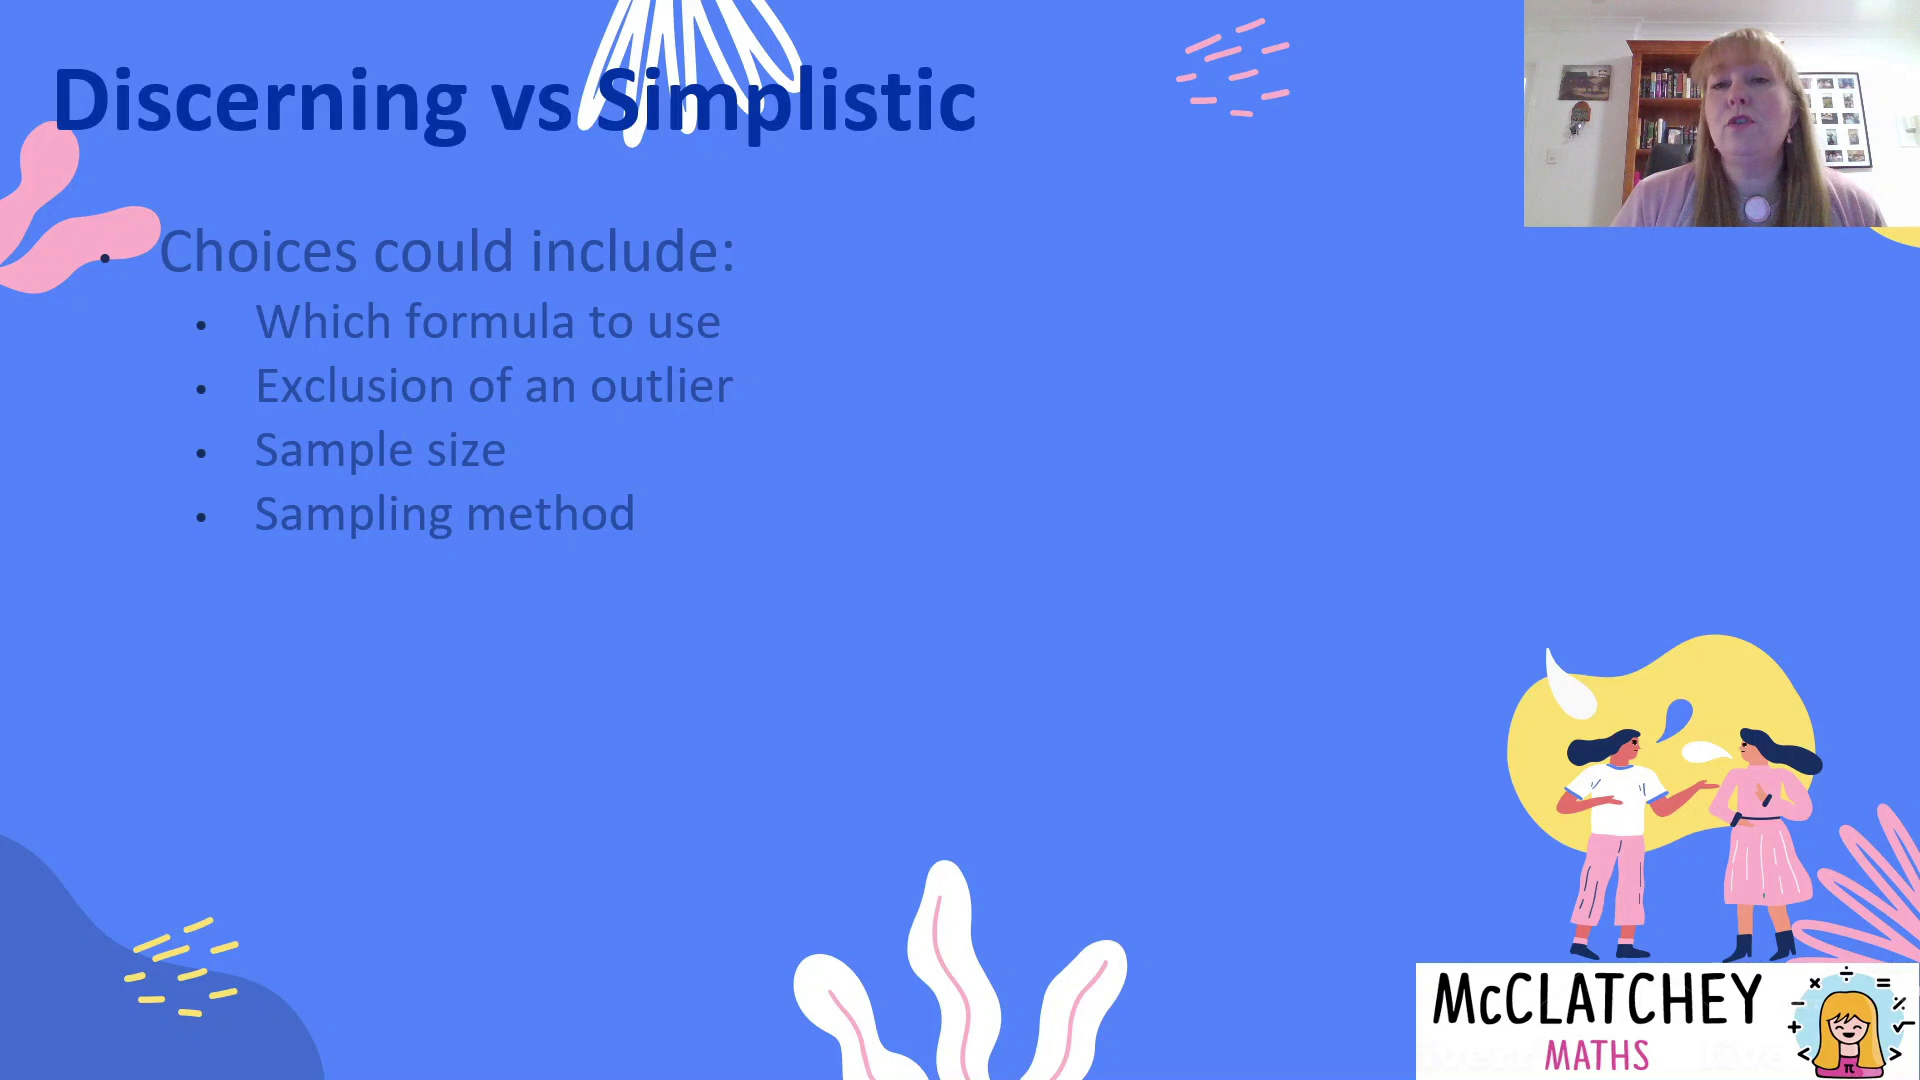 Discerning vs Simplistic
• Choices could include:
• Which formula to use
• Exclusion of an outlier
• Sample size
• Sampling method
McCLATCHEY
MATHS